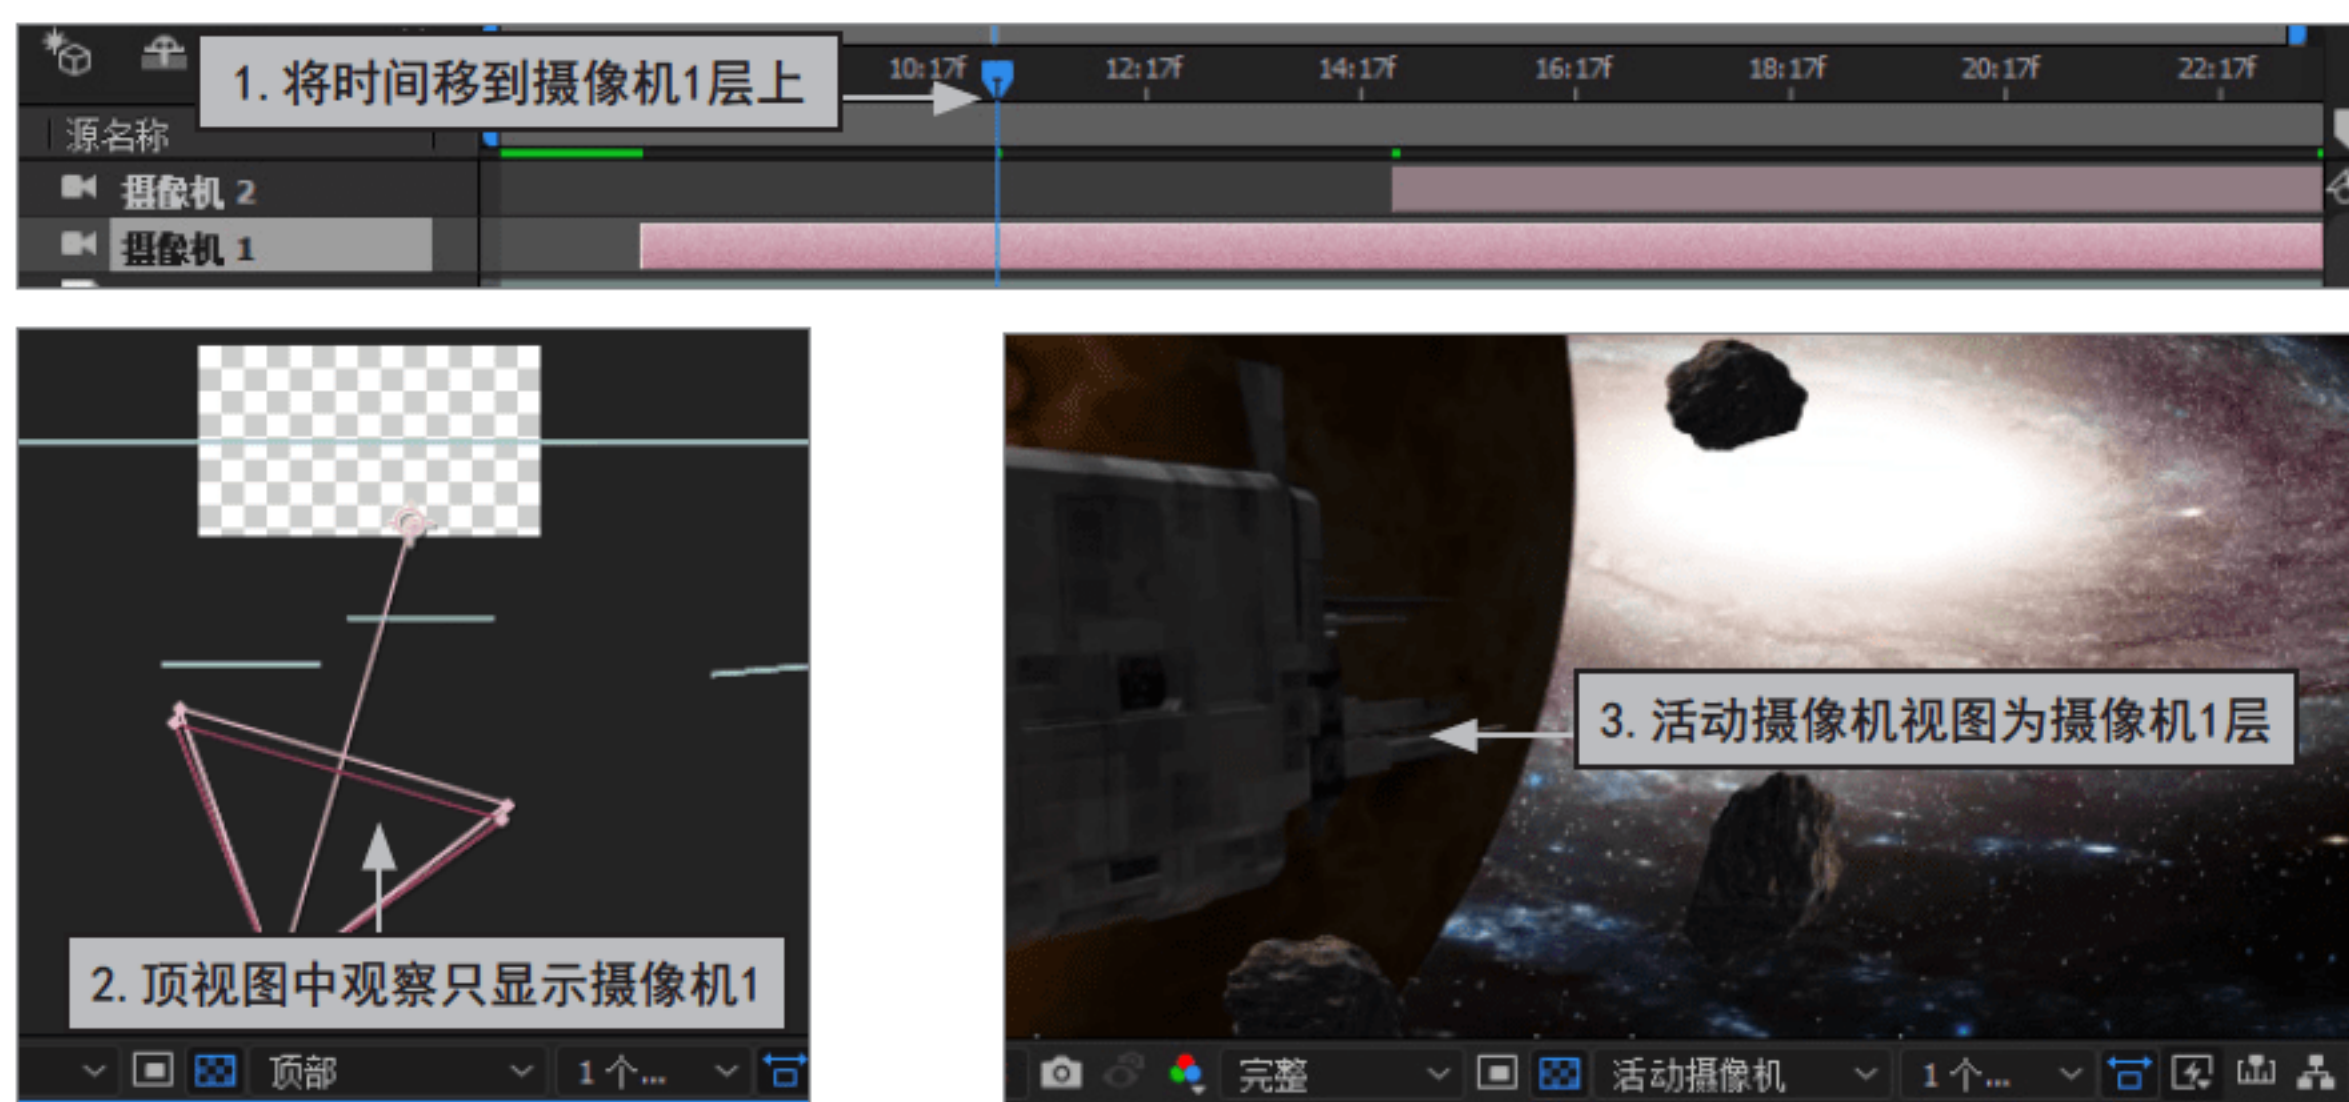 1. 将时间移到摄像机1层上
10:17f 12:17f 14:17f 16:17f 18:17f 20:17f 22:17f
源名称
摄像机 2
摄像机 1
2. 顶视图中观察只显示摄像机1
顶部 1 个...
3. 活动摄像机视图为摄像机1层
完整 活动摄像机 1 个...